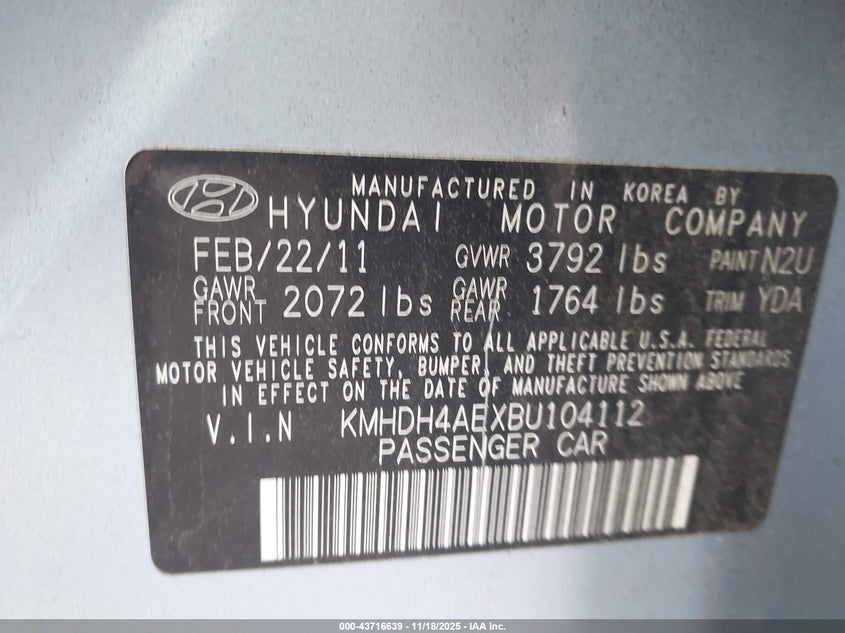 MANUFACTURED IN KOREA BY
HYUNDAI MOTOR COMPANY
FEB/22/11 GVWR 3792 lbs PAINT N2U
GAWR FRONT 2072 lbs GAWR REAR 1764 lbs TRIM YDA
THIS VEHICLE CONFORMS TO ALL APPLICABLE U.S.A. FEDERAL
MOTOR VEHICLE SAFETY, BUMPER, AND THEFT PREVENTION STANDARDS
IN EFFECT ON THE DATE OF MANUFACTURE SHOWN ABOVE
V.I.N KMHDH4AEXBU104112
PASSENGER CAR
000-43716639 - 11/18/2025 - IAA Inc.